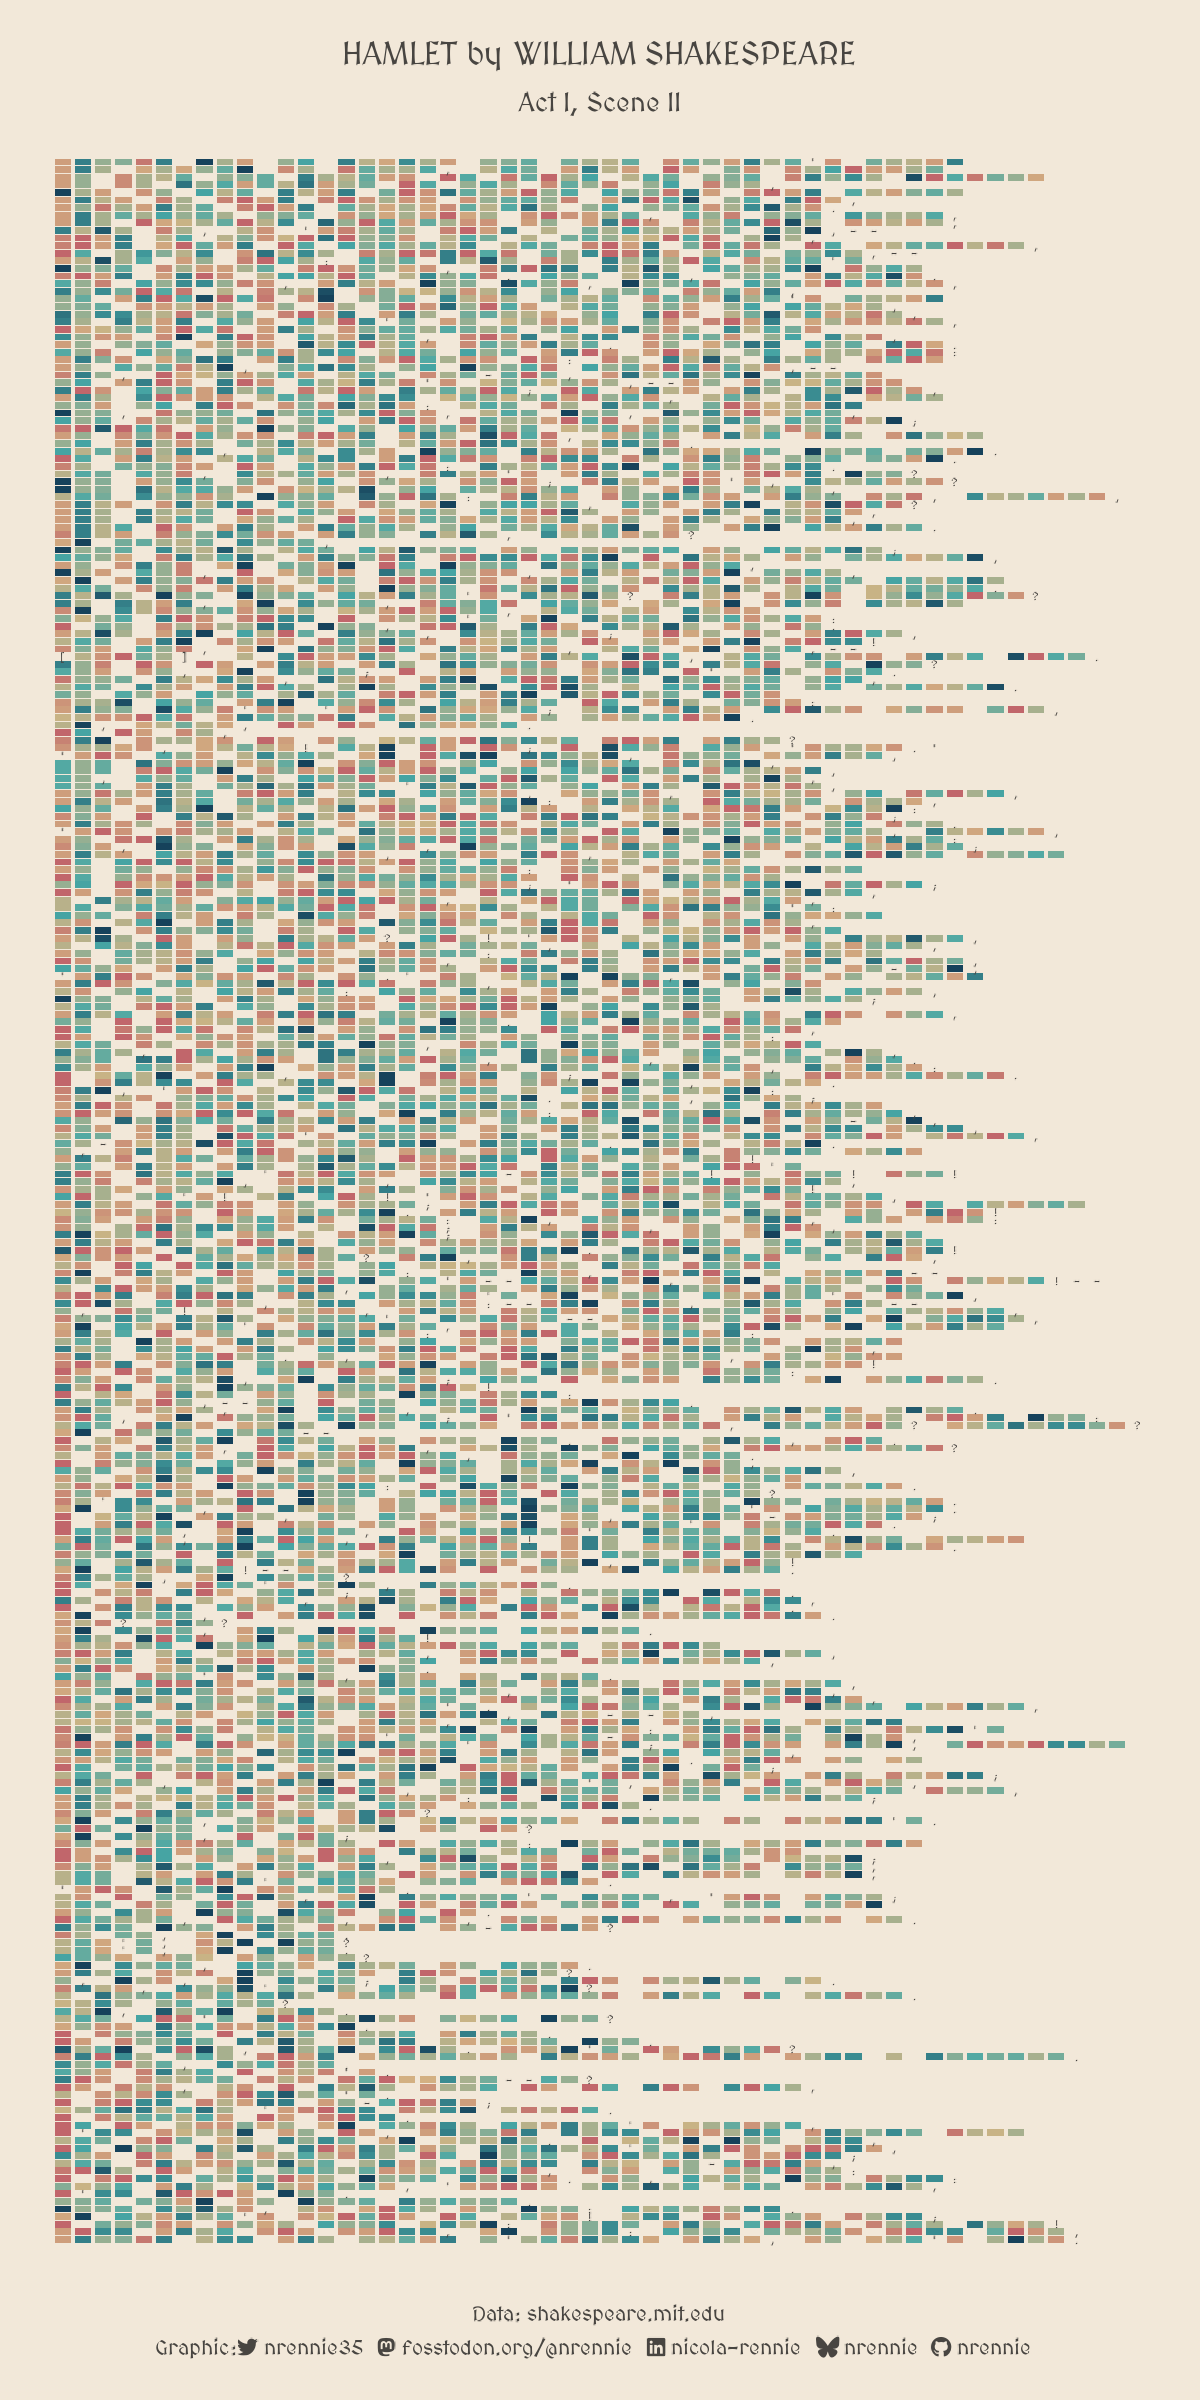 HAMLET by WILLIAM SHAKESPEARE
Act I, Scene II
Data: shakespeare.mit.edu
Graphic: nrennie35 fosstodon.org/@nrennie nicola-rennie nrennie nrennie